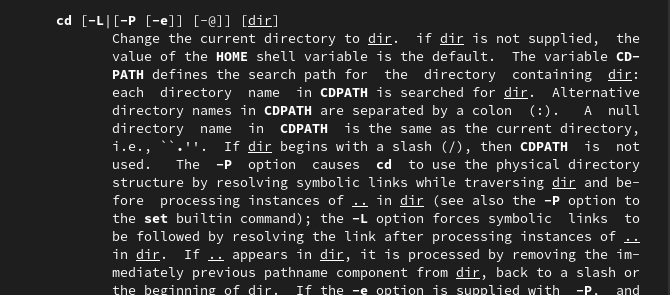 cd [-L|[-P [-e]] [-@]] [dir]
Change the current directory to dir.  if dir is not supplied,  the
value of the HOME shell variable is the default.  The variable CD-
PATH defines the search path for  the  directory  containing  dir:
each  directory  name  in CDPATH is searched for dir.  Alternative
directory names in CDPATH are separated by a colon  (:).   A  null
directory  name  in  CDPATH  is the same as the current directory,
i.e., ``.''.  If dir begins with a slash (/), then CDPATH  is  not
used.   The  -P  option  causes  cd  to use the physical directory
structure by resolving symbolic links while traversing dir and be-
fore  processing instances of .. in dir (see also the -P option to
the set builtin command); the -L option forces symbolic  links  to
be followed by resolving the link after processing instances of ..
in dir.  If .. appears in dir, it is processed by removing the im-
mediately previous pathname component from dir, back to a slash or
the beginning of dir.  If the -e option is supplied with  -P,  and